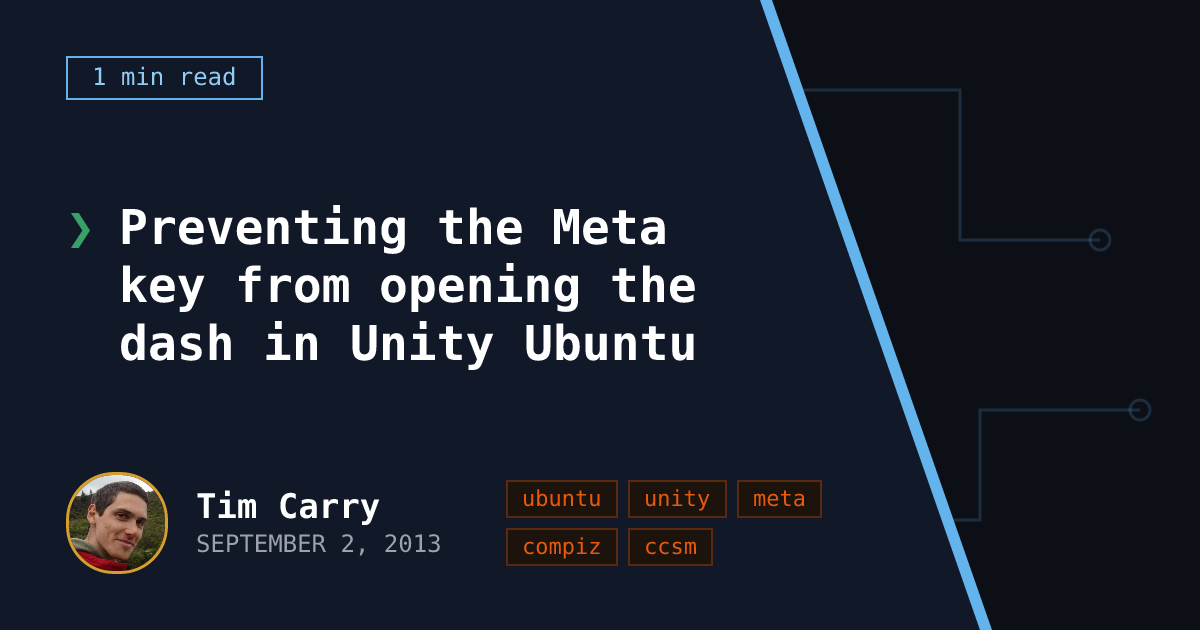 1 min read
❯ Preventing the Meta
key from opening the
dash in Unity Ubuntu
Tim Carry
SEPTEMBER 2, 2013
ubuntu unity meta
compiz ccsm